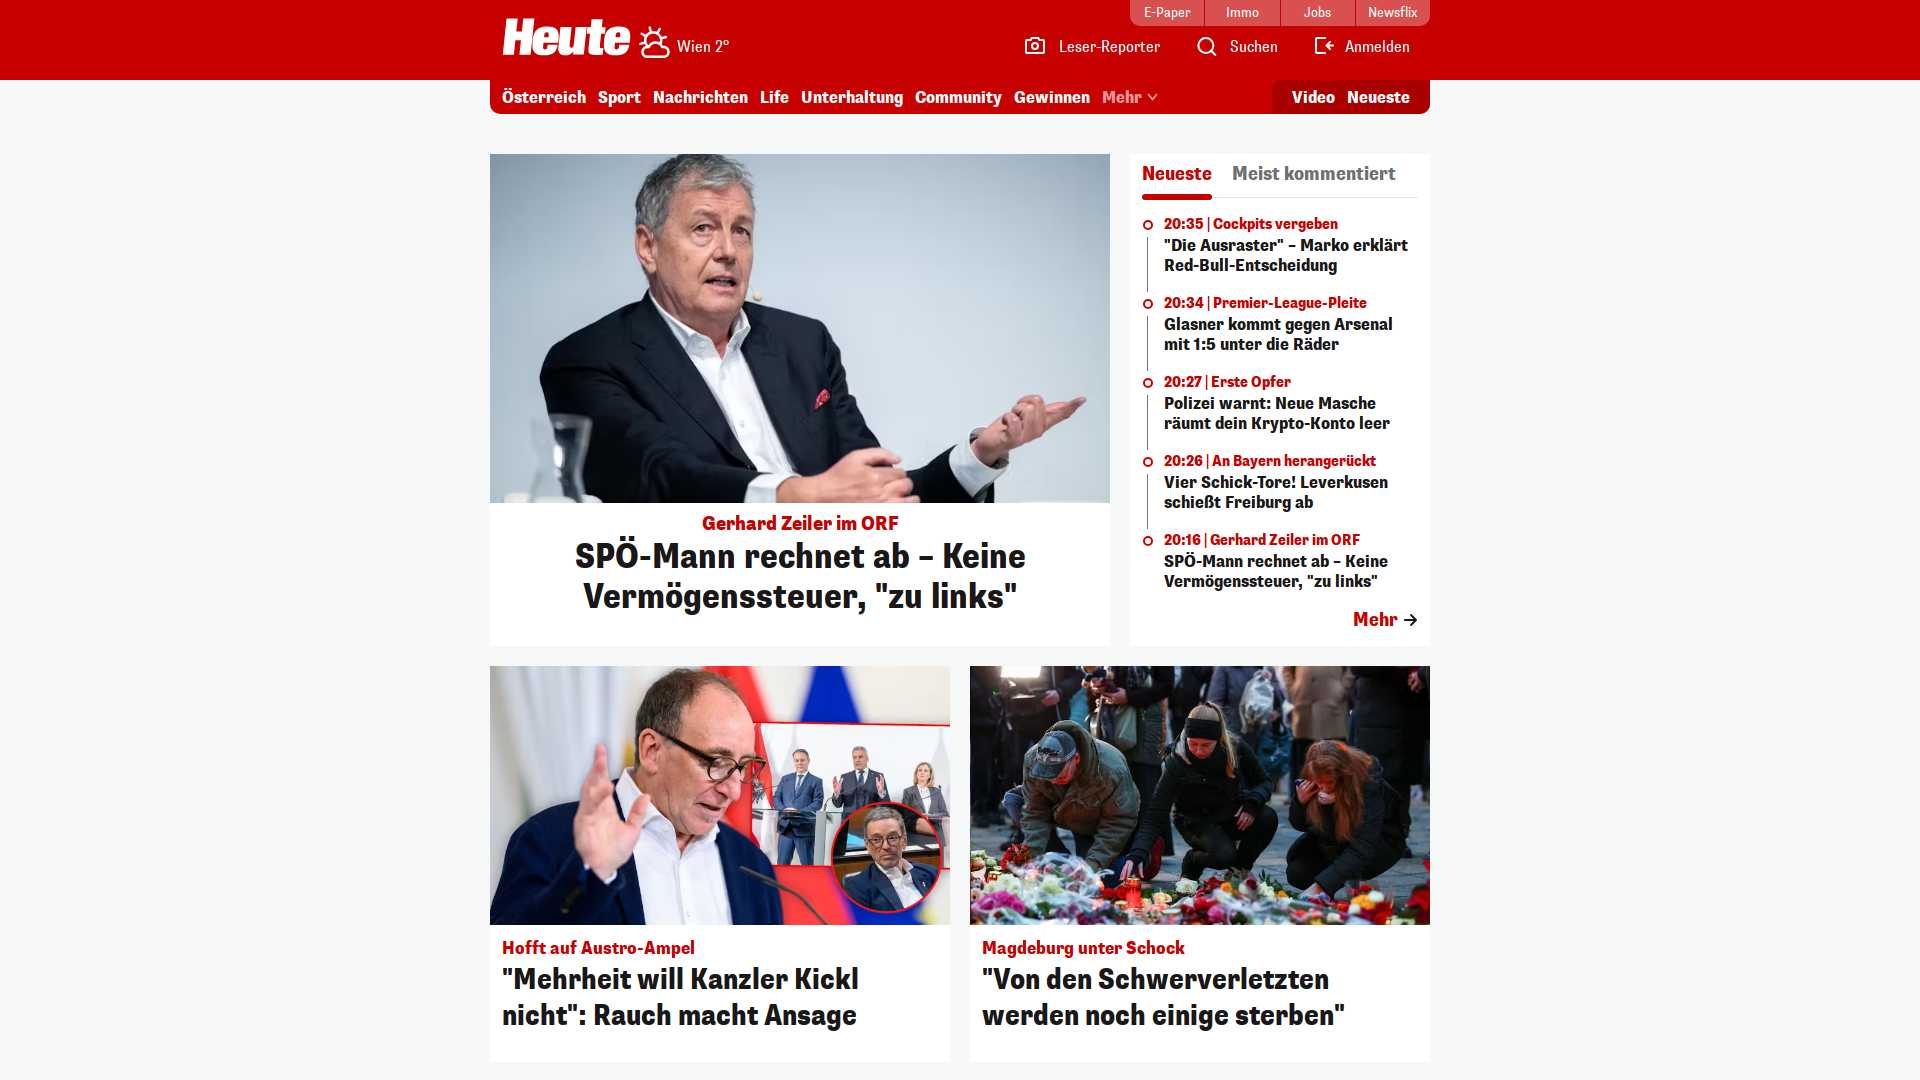 E-Paper
Immo
Jobs
Newsflix
Heute
Wien 2°
Leser-Reporter
Suchen
Anmelden
Österreich
Sport
Nachrichten
Life
Unterhaltung
Community
Gewinnen
Mehr
Video
Neueste
Gerhard Zeiler im ORF
SPÖ-Mann rechnet ab – Keine
Vermögenssteuer, "zu links"
Neueste
Meist kommentiert
20:35 | Cockpits vergeben
"Die Ausraster" – Marko erklärt
Red-Bull-Entscheidung
20:34 | Premier-League-Pleite
Glasner kommt gegen Arsenal
mit 1:5 unter die Räder
20:27 | Erste Opfer
Polizei warnt: Neue Masche
räumt dein Krypto-Konto leer
20:26 | An Bayern herangerückt
Vier Schick-Tore! Leverkusen
schießt Freiburg ab
20:16 | Gerhard Zeiler im ORF
SPÖ-Mann rechnet ab – Keine
Vermögenssteuer, "zu links"
Mehr
Hofft auf Austro-Ampel
"Mehrheit will Kanzler Kickl
nicht": Rauch macht Ansage
Magdeburg unter Schock
"Von den Schwerverletzten
werden noch einige sterben"